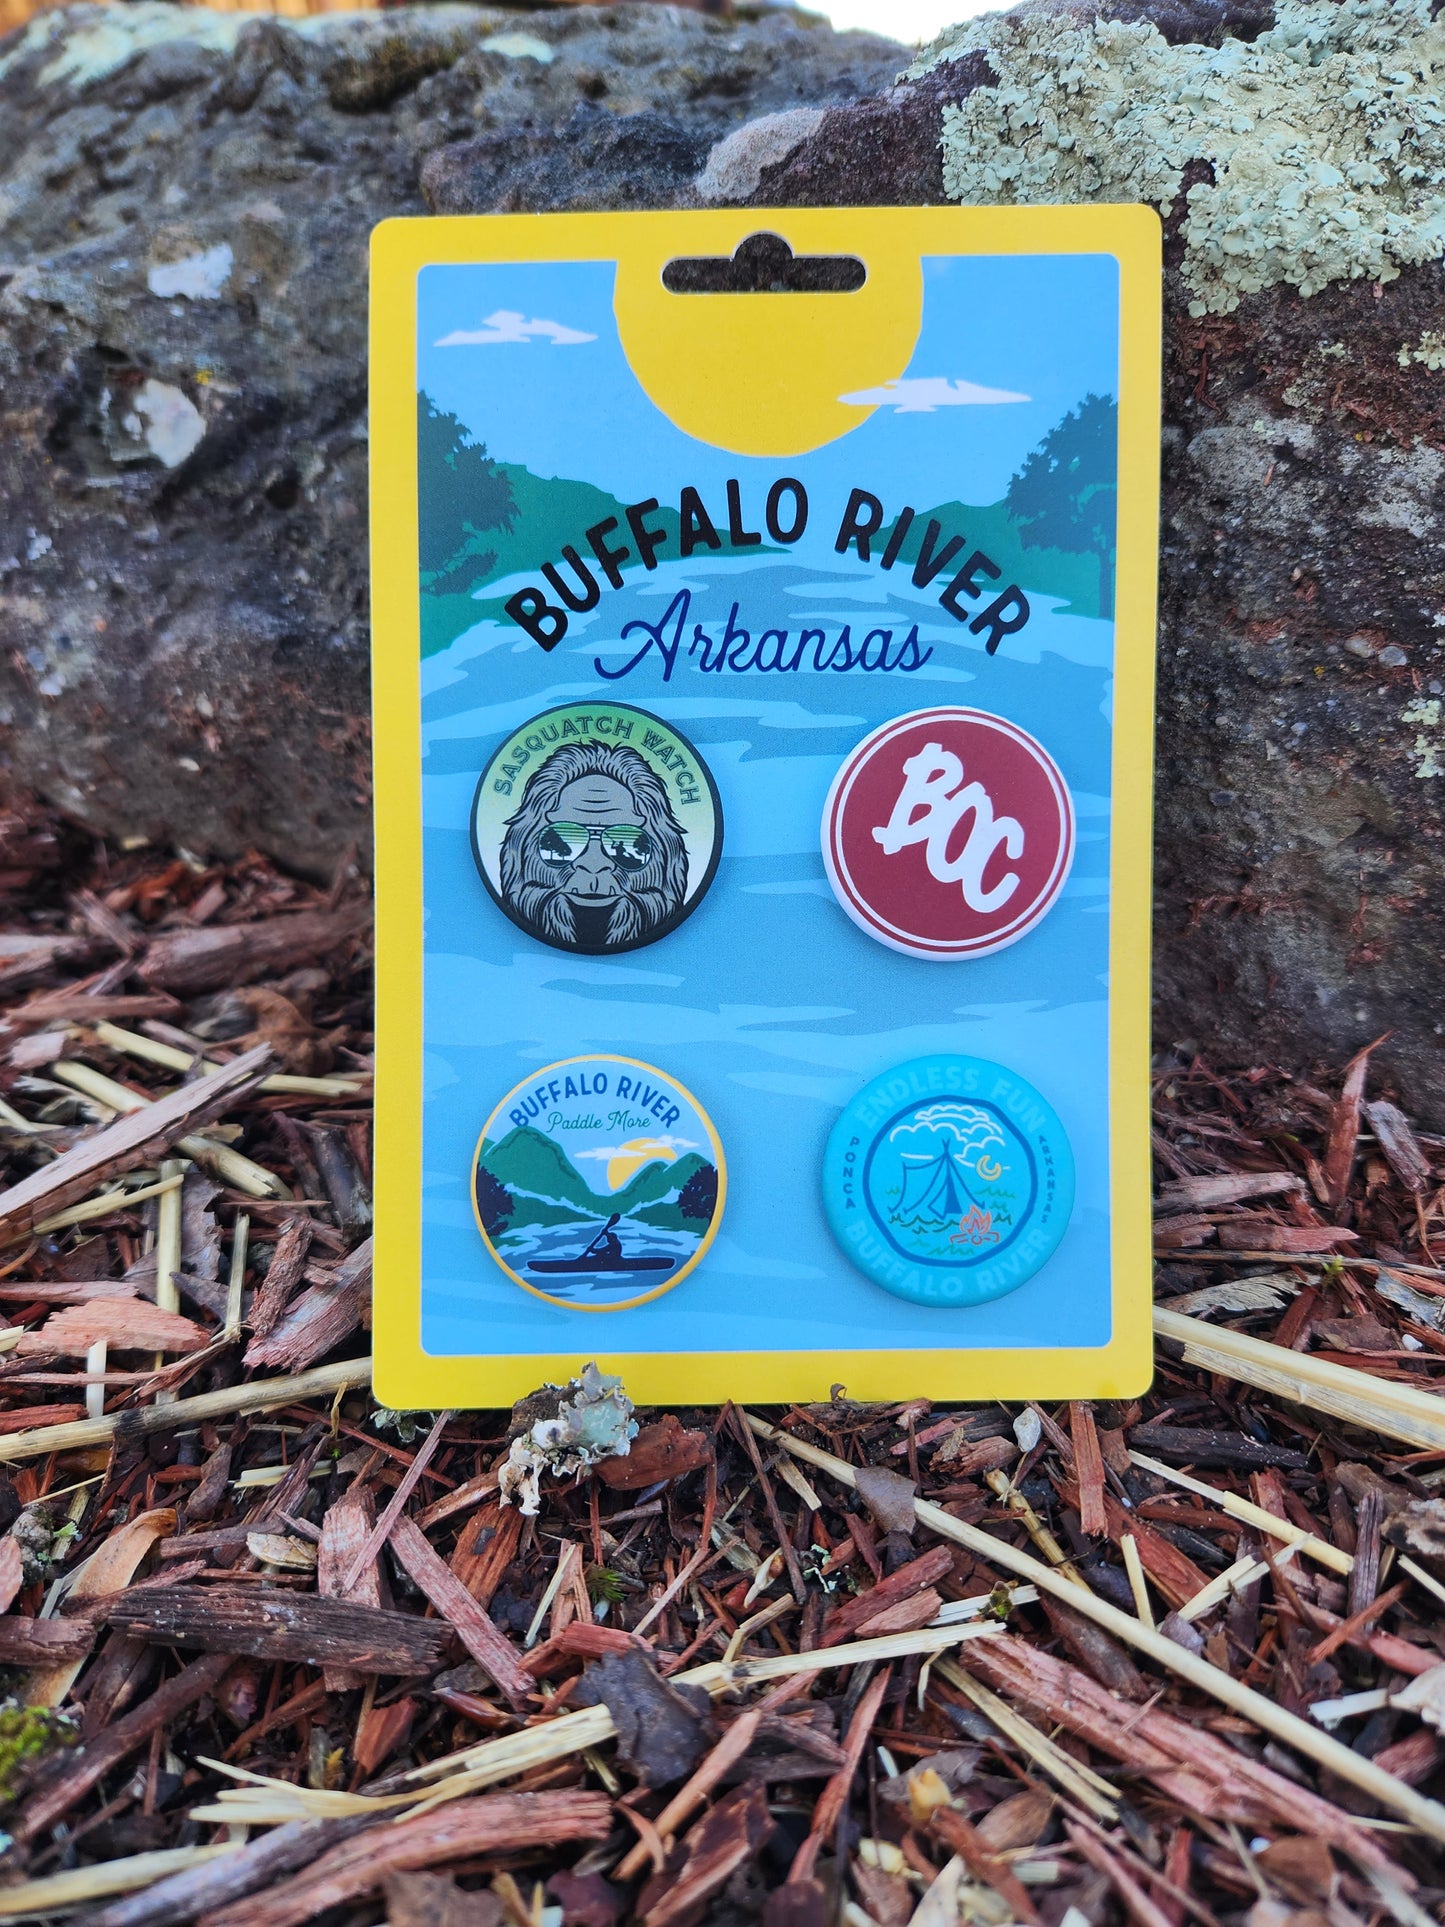 BUFFALO RIVER
Arkansas
SASQUATCH WATCH
BOC
BUFFALO RIVER
Paddle More
ENDLESS FUN
PONCA
ARKANSAS
BUFFALO RIVER